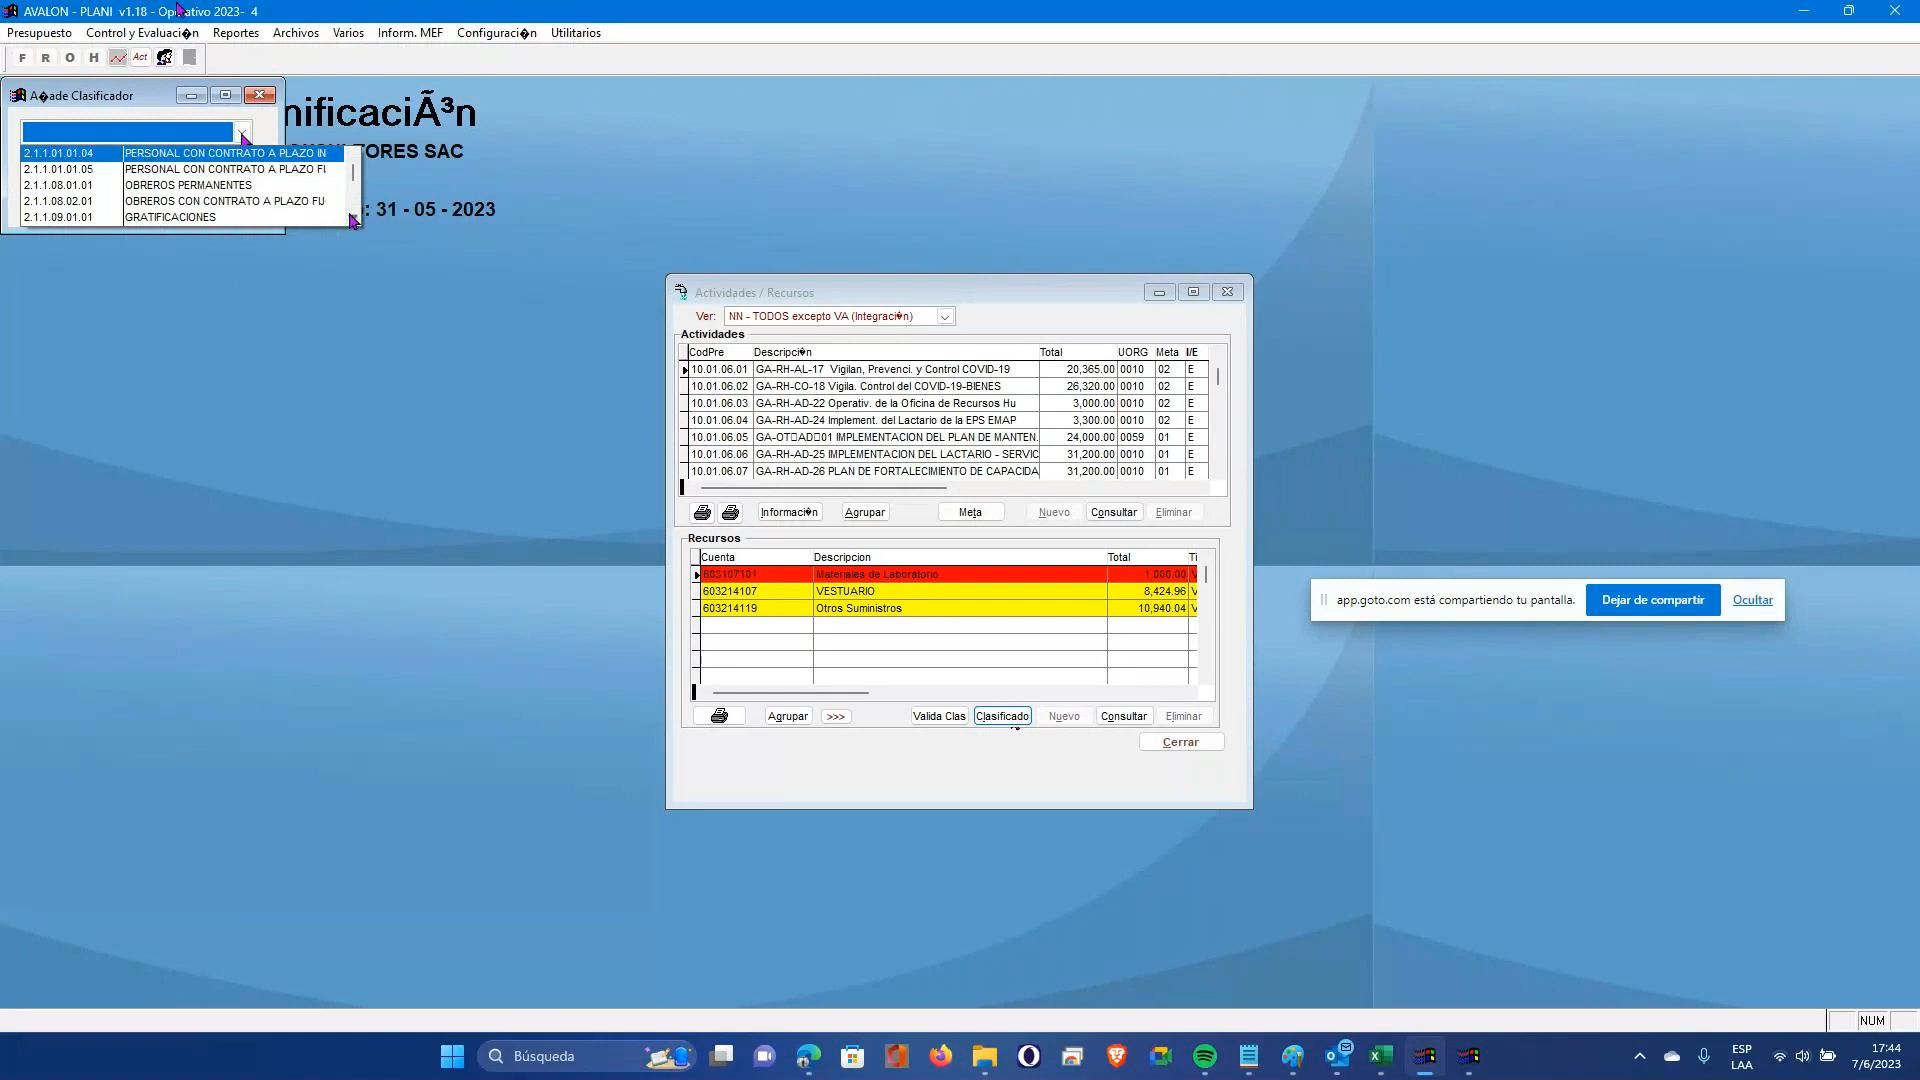 AVALON - PLANI v1.18 - Operativo 2023- 4
Presupuesto Control y Evaluaci�n Reportes Archivos Varios Inform. MEF Configuraci�n Utilitarios
F R O H Act
A�ade Clasificador
nificaciÃ³n
TORES SAC
: 31 - 05 - 2023
2.1.1.01.01.04 PERSONAL CON CONTRATO A PLAZO IN
2.1.1.01.01.05 PERSONAL CON CONTRATO A PLAZO FI
2.1.1.08.01.01 OBREROS PERMANENTES
2.1.1.08.02.01 OBREROS CON CONTRATO A PLAZO FIJ
2.1.1.09.01.01 GRATIFICACIONES
Actividades / Recursos
Ver: NN - TODOS excepto VA (Integraci�n)
Actividades
CodPre Descripci�n Total UORG Meta I/E
10.01.06.01 GA-RH-AL-17 Vigilan, Prevenci. y Control COVID-19 20,365.00 0010 02 E
10.01.06.02 GA-RH-CO-18 Vigila. Control del COVID-19-BIENES 26,320.00 0010 02 E
10.01.06.03 GA-RH-AD-22 Operativ. de la Oficina de Recursos Hu 3,000.00 0010 02 E
10.01.06.04 GA-RH-AD-24 Implement. del Lactario de la EPS EMAP 3,300.00 0010 02 E
10.01.06.05 GA-OT□AD□01 IMPLEMENTACION DEL PLAN DE MANTEN. 24,000.00 0059 01 E
10.01.06.06 GA-RH-AD-25 IMPLEMENTACION DEL LACTARIO - SERVIC 31,200.00 0010 01 E
10.01.06.07 GA-RH-AD-26 PLAN DE FORTALECIMIENTO DE CAPACIDA 31,200.00 0010 01 E
Informaci�n Agrupar Meta Nuevo Consultar Eliminar
Recursos
Cuenta Descripcion Total Ti
603107101 Materiales de Laboratorio 1,000.00 V
603214107 VESTUARIO 8,424.96 V
603214119 Otros Suministros 10,940.04 V
Agrupar >>> Valida Clas Clasificado Nuevo Consultar Eliminar
Cerrar
app.goto.com está compartiendo tu pantalla. Dejar de compartir Ocultar
NUM
Búsqueda
ESP
LAA
17:44
7/6/2023